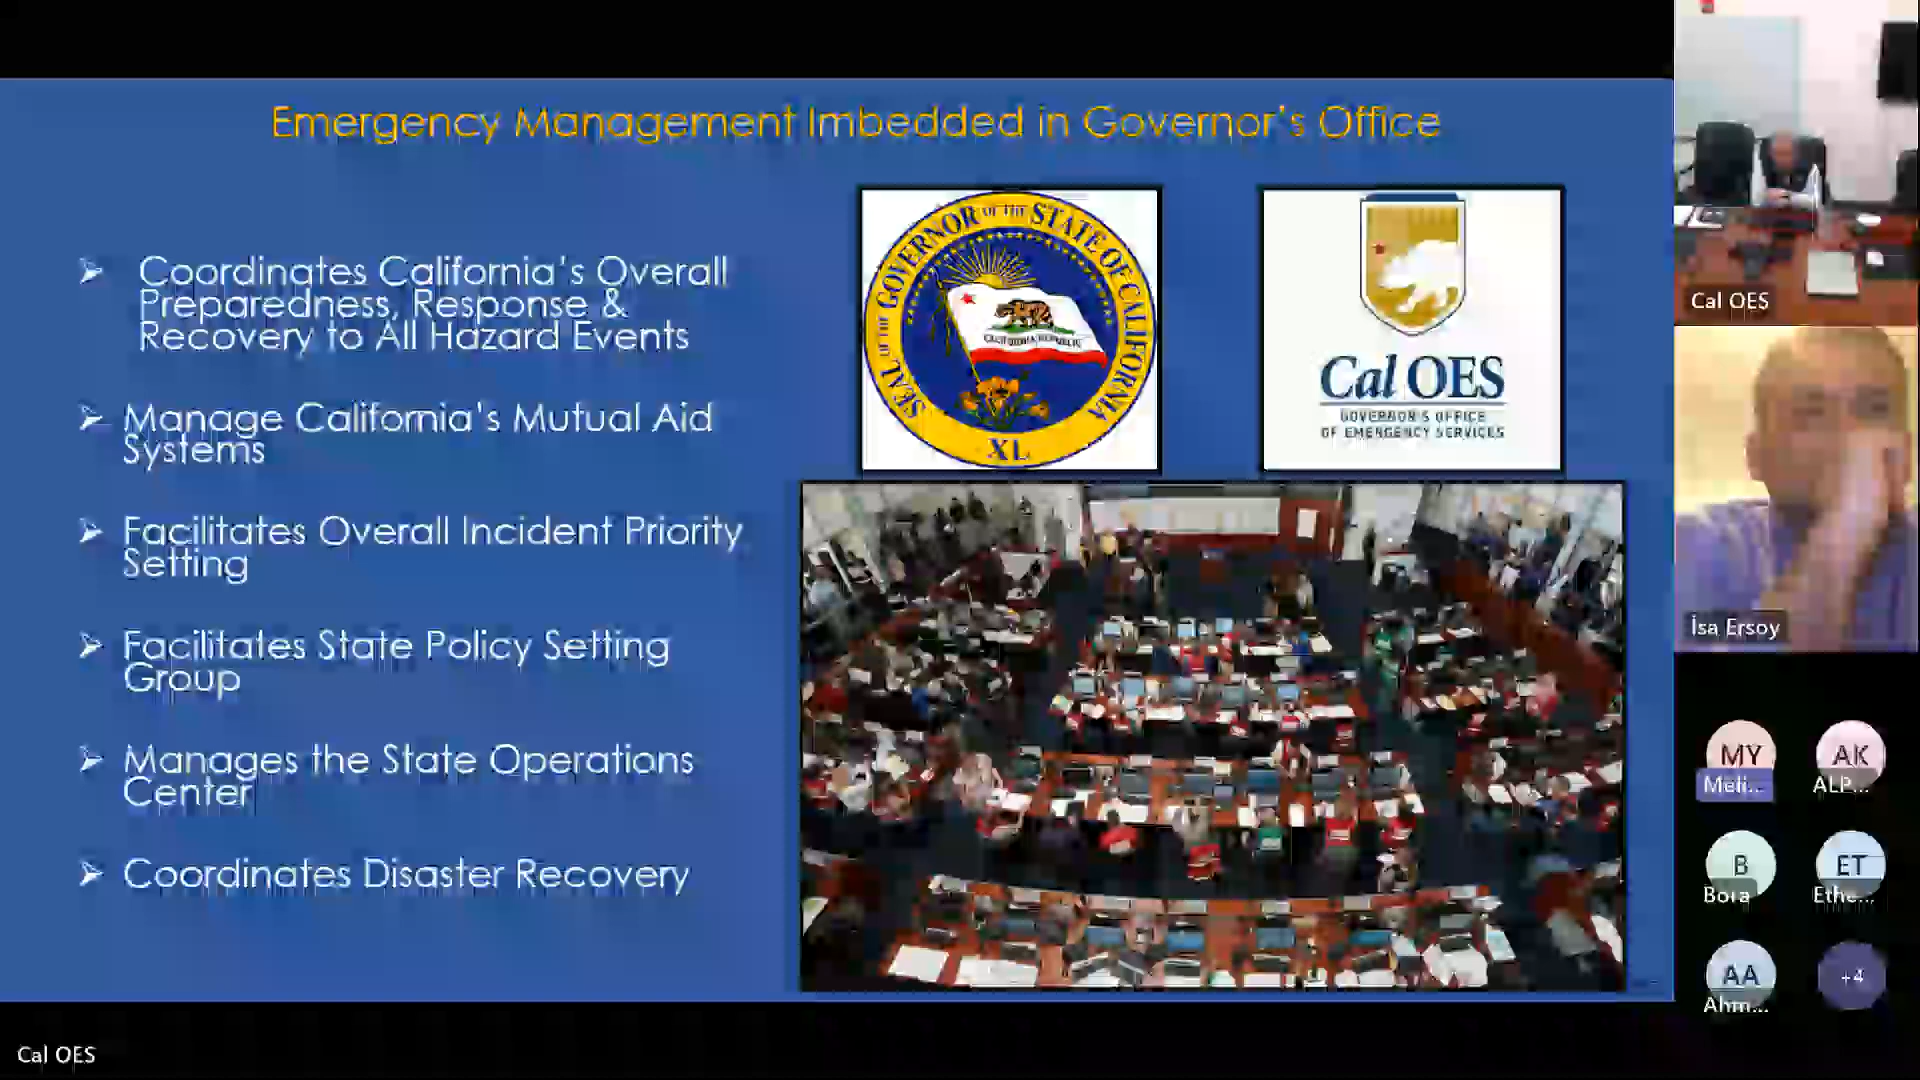 Emergency Management Imbedded in Governor's Office
Coordinates California's Overall
Preparedness, Response &
Recovery to All Hazard Events
Manage California's Mutual Aid
Systems
Facilitates Overall Incident Priority
Setting
Facilitates State Policy Setting
Group
Manages the State Operations
Center
Coordinates Disaster Recovery
SEAL OF THE GOVERNOR OF THE STATE OF CALIFORNIA
CALIFORNIA REPUBLIC
XL
Cal OES
GOVERNOR'S OFFICE
OF EMERGENCY SERVICES
Cal OES
İsa Ersoy
MY
Meli...
AK
ALP...
B
Bora
ET
Ethe...
AA
Ahm...
+4
Cal OES